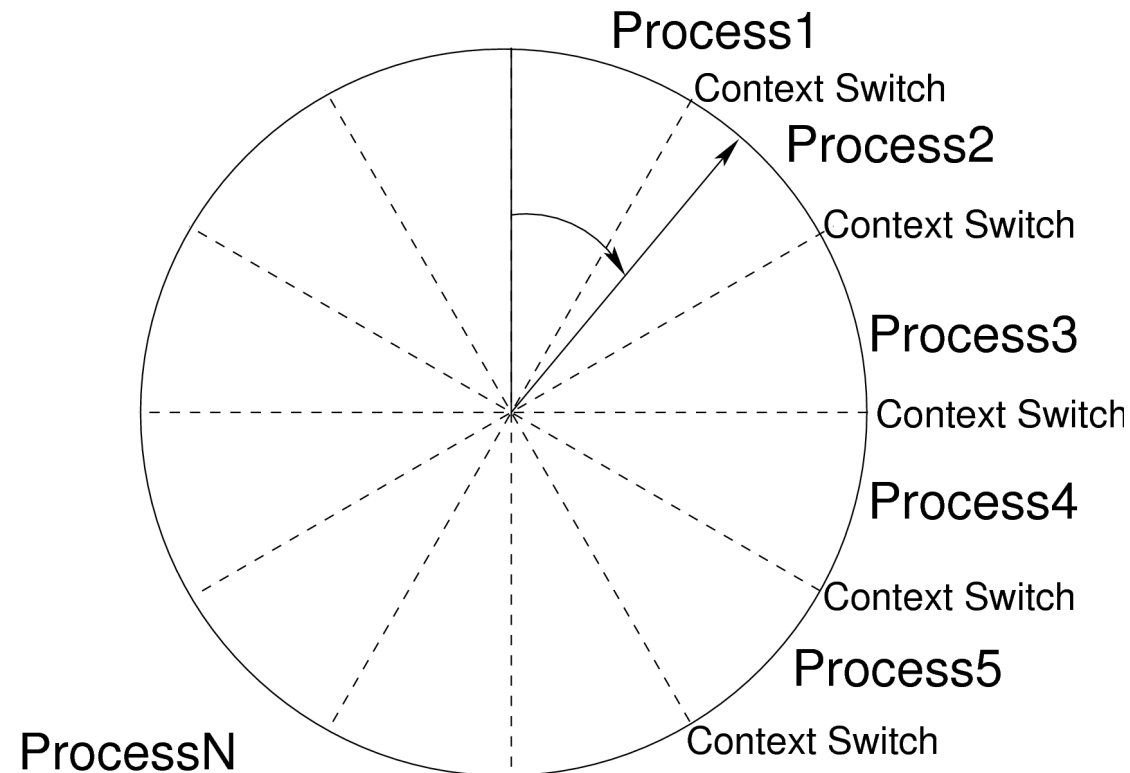 Process1
Context Switch
Process2
Context Switch
Process3
Context Switch
Process4
Context Switch
Process5
Context Switch
ProcessN